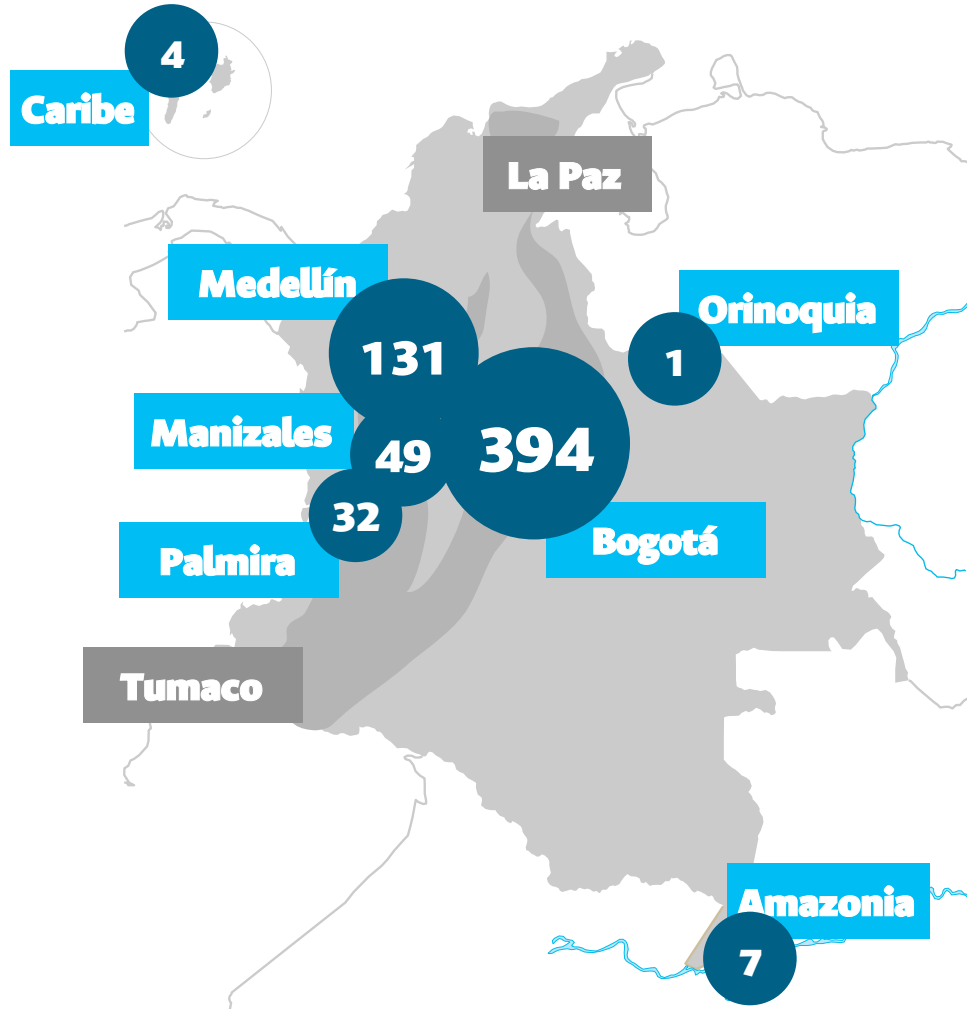 4
Caribe
La Paz
Medellín
131
Orinoquia
1
Manizales
49
394
32
Palmira
Bogotá
Tumaco
Amazonia
7